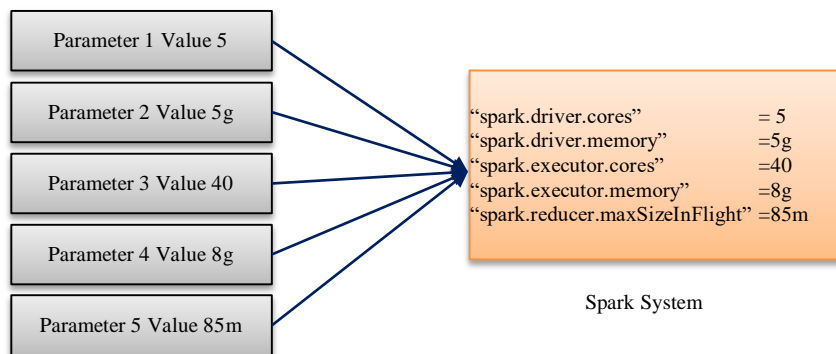 Parameter 1 Value 5
Parameter 2 Value 5g
Parameter 3 Value 40
Parameter 4 Value 8g
Parameter 5 Value 85m
“spark.driver.cores” = 5
“spark.driver.memory” =5g
“spark.executor.cores” =40
“spark.executor.memory” =8g
“spark.reducer.maxSizeInFlight” =85m
Spark System